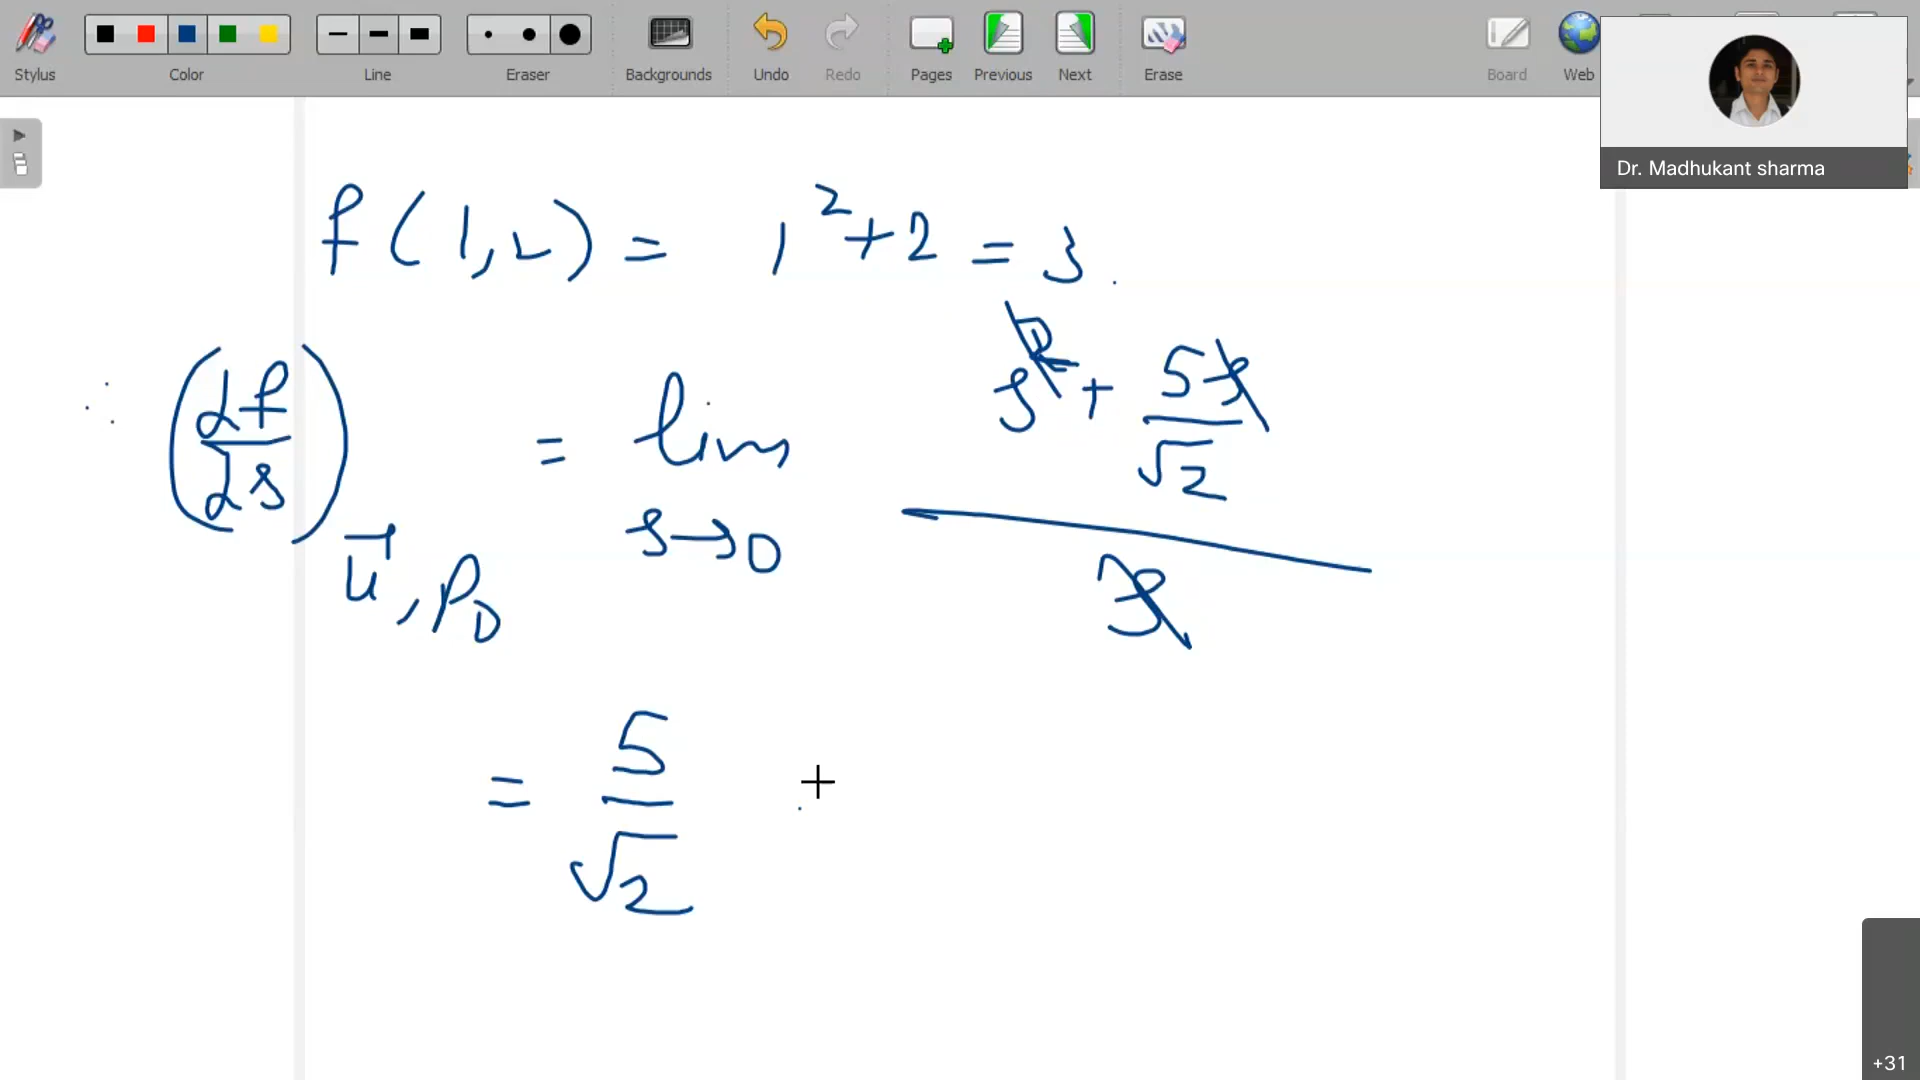 Stylus Color Line Eraser Backgrounds Undo Redo Pages Previous Next Erase Board Web
Dr. Madhukant sharma
f(1,2) = 1² + 2 = 3.
∴ (df/ds) u⃗, P₀ = lim s→0 (s² + 5s/√2) / s
= 5/√2
+31